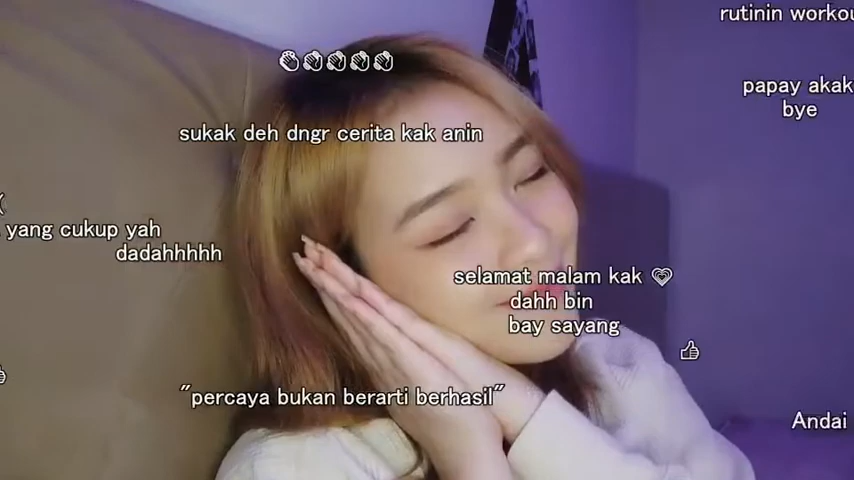 rutinin workou
👏👏👏👏👏
papay akak
bye
sukak deh dngr cerita kak anin
(
yang cukup yah
dadahhhhh
selamat malam kak 💗
dahh bin
bay sayang
👍
"percaya bukan berarti berhasil"
Andai